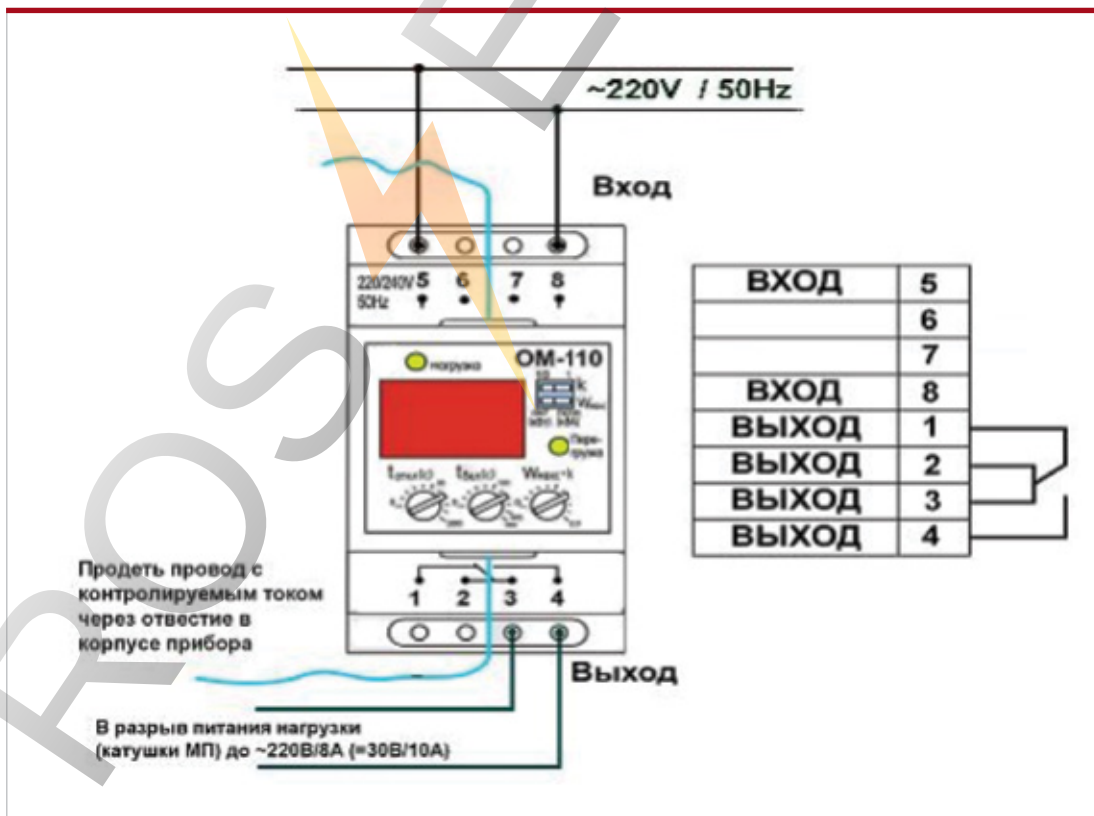 ~220V / 50Hz
Вход
220/240V 5 6 7 8
50Hz
нагрузка
ОМ-110
k
Пере-
грузка
1 2 3 4
Продеть провод с
контролируемым током
через отвестие в
корпусе прибора
Выход
В разрыв питания нагрузки
(катушки МП) до ~220В/8А (=30В/10А)
ВХОД 5
6
7
ВХОД 8
ВЫХОД 1
ВЫХОД 2
ВЫХОД 3
ВЫХОД 4